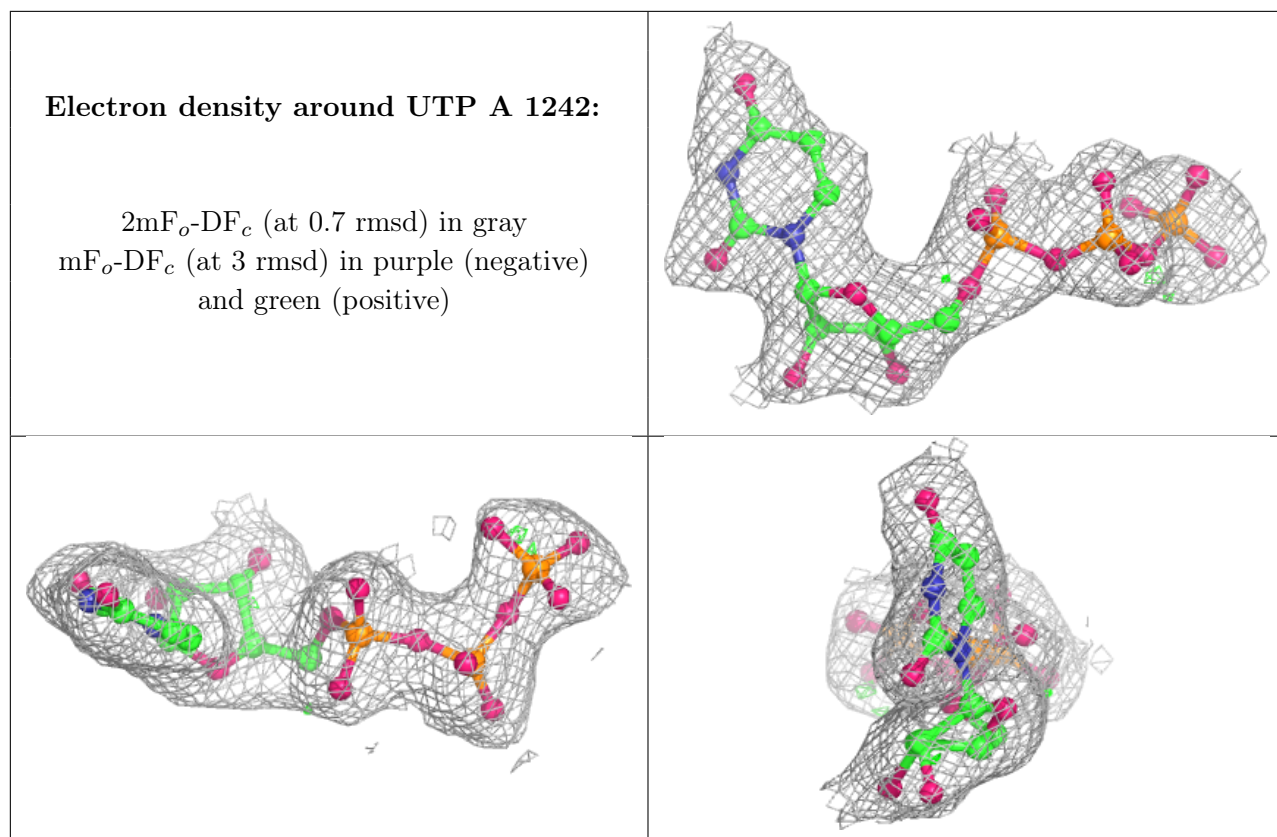 Electron density around UTP A 1242:
2mFo-DFc (at 0.7 rmsd) in gray
mFo-DFc (at 3 rmsd) in purple (negative)
and green (positive)